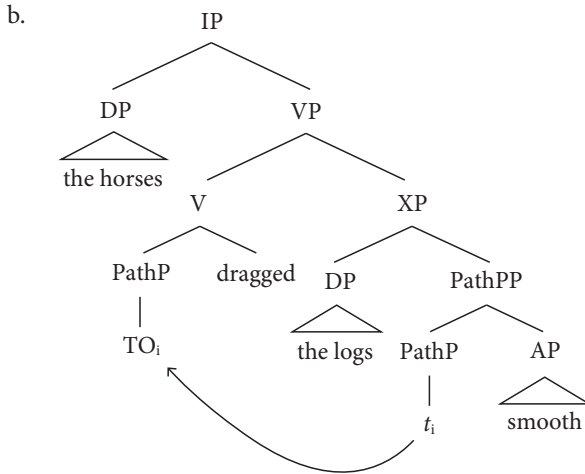 b.
IP
DP VP
the horses
V XP
PathP dragged DP PathPP
TOi the logs PathP AP
ti smooth